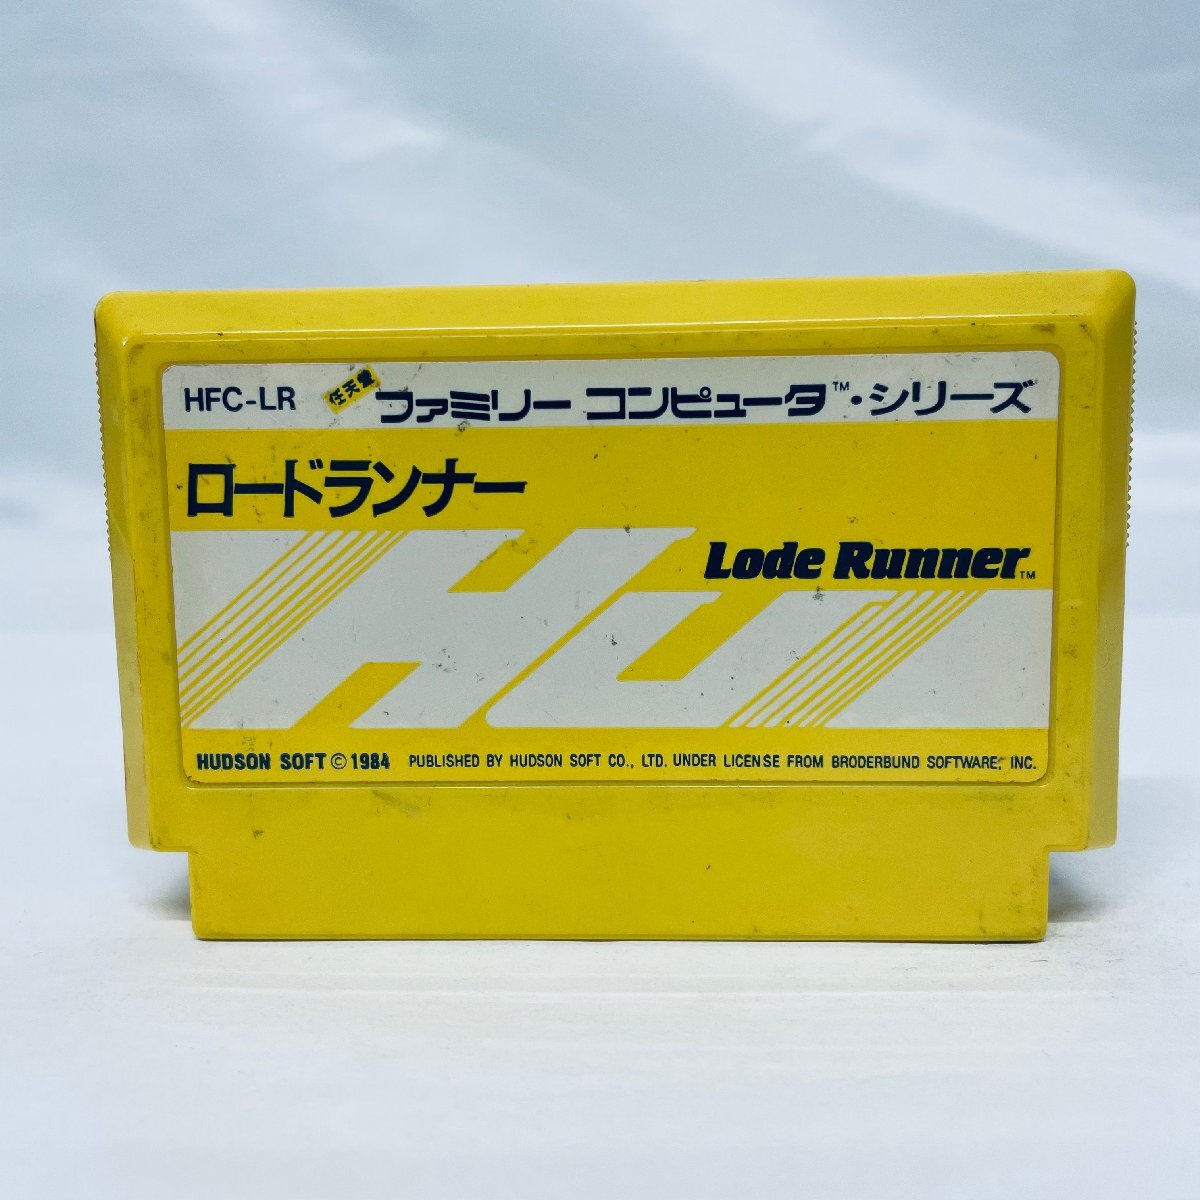 HFC-LR 任天堂 ファミリー コンピュータ™・シリーズ
ロードランナー
Lode Runner™
HU
HUDSON SOFT © 1984 PUBLISHED BY HUDSON SOFT CO., LTD. UNDER LICENSE FROM BRODERBUND SOFTWARE, INC.